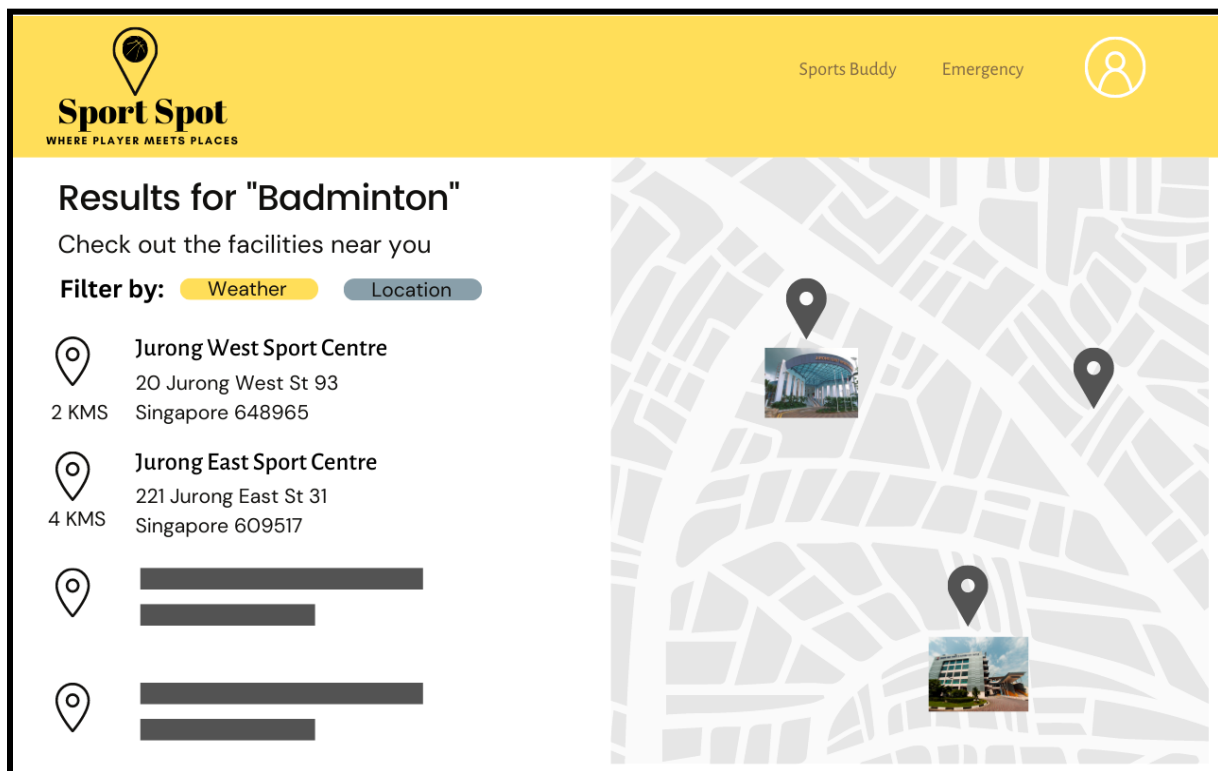 Sport Spot
WHERE PLAYER MEETS PLACES
Sports Buddy
Emergency
Results for "Badminton"
Check out the facilities near you
Filter by: Weather Location
Jurong West Sport Centre
20 Jurong West St 93
2 KMS Singapore 648965
Jurong East Sport Centre
221 Jurong East St 31
4 KMS Singapore 609517